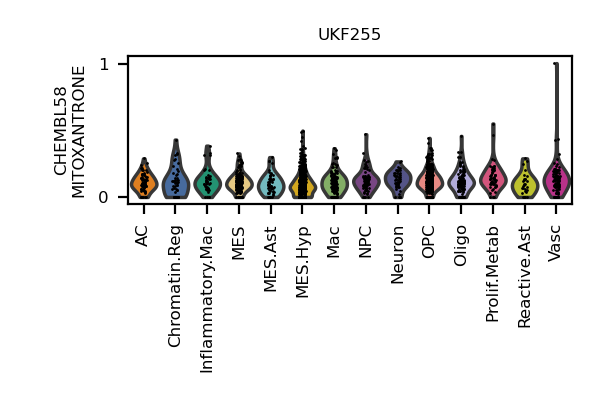 UKF255
CHEMBL58
MITOXANTRONE
1
0
AC
Chromatin.Reg
Inflammatory.Mac
MES
MES.Ast
MES.Hyp
Mac
NPC
Neuron
OPC
Oligo
Prolif.Metab
Reactive.Ast
Vasc